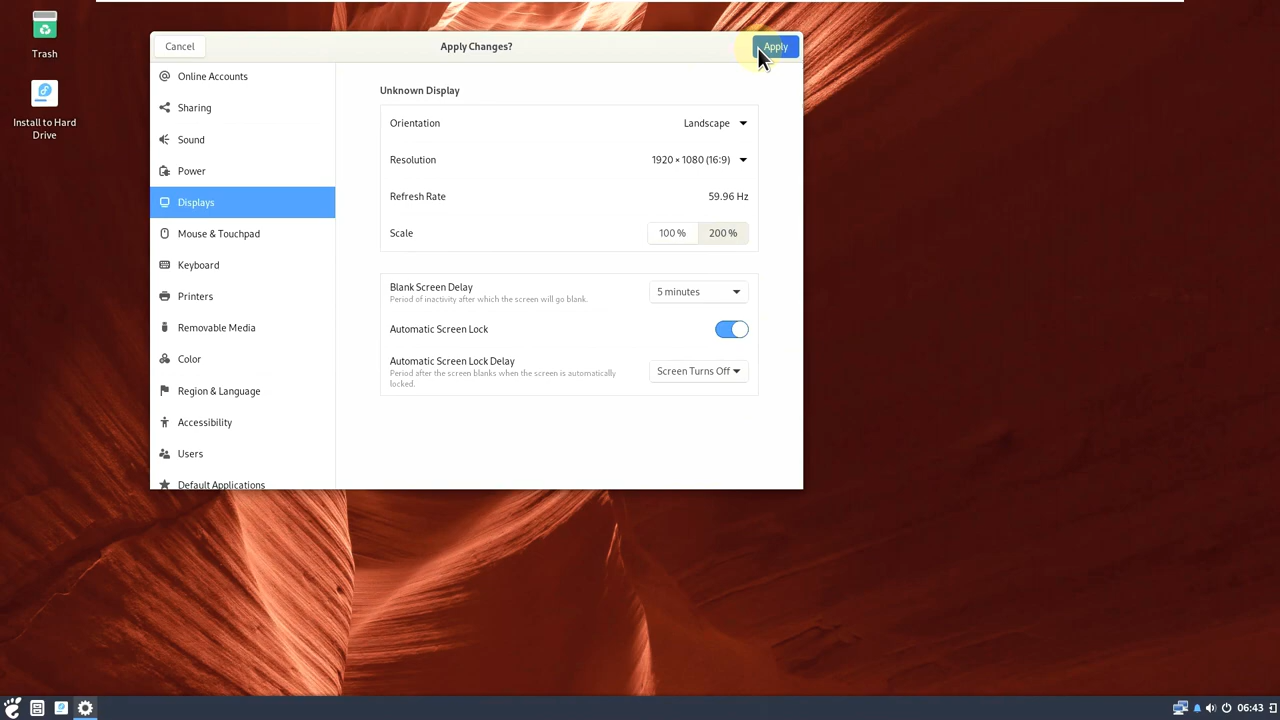 Trash
Install to Hard
Drive
Cancel
Apply Changes?
Apply
Online Accounts
Sharing
Sound
Power
Displays
Mouse & Touchpad
Keyboard
Printers
Removable Media
Color
Region & Language
Accessibility
Users
Default Applications
Unknown Display
Orientation
Landscape
Resolution
1920 × 1080 (16:9)
Refresh Rate
59.96 Hz
Scale
100 %
200 %
Blank Screen Delay
Period of inactivity after which the screen will go blank.
5 minutes
Automatic Screen Lock
Automatic Screen Lock Delay
Period after the screen blanks when the screen is automatically
locked.
Screen Turns Off
06:43